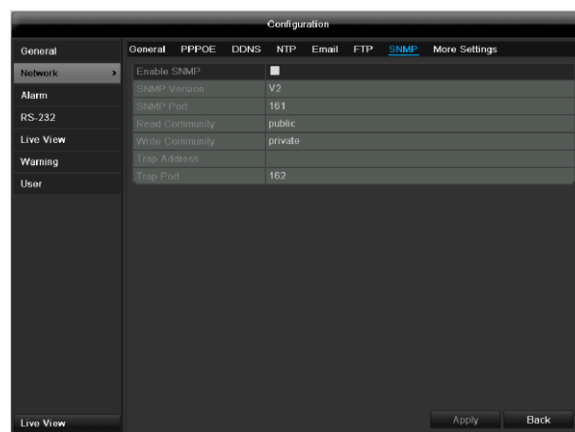 Configuration
General
Network >
Alarm
RS-232
Live View
Warning
User
Live View
General PPPOE DDNS NTP Email FTP SNMP More Settings
Enable SNMP
SNMP Version V2
SNMP Port 161
Read Community public
Write Community private
Trap Address
Trap Port 162
Apply Back